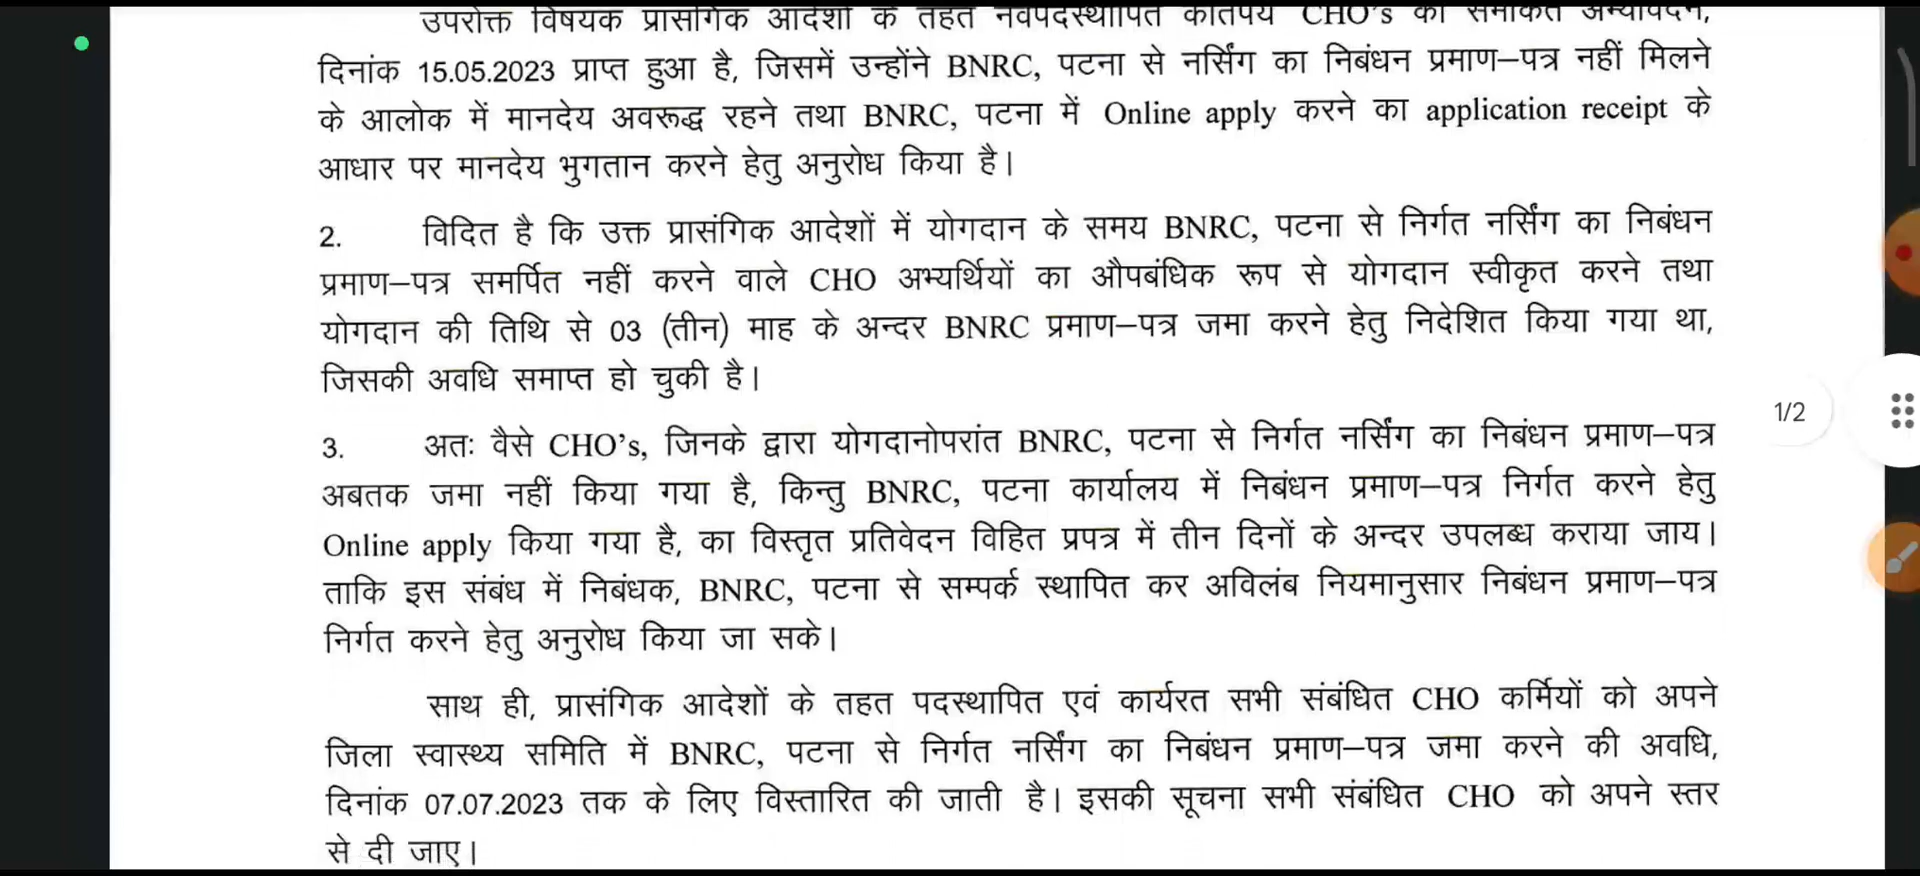 उपरोक्त विषयक प्रासंगिक आदेशों के तहत नवपदस्थापित कतिपय CHO's का समेकित अभ्यावेदन,
दिनांक 15.05.2023 प्राप्त हुआ है, जिसमें उन्होंने BNRC, पटना से नर्सिंग का निबंधन प्रमाण–पत्र नहीं मिलने
के आलोक में मानदेय अवरूद्ध रहने तथा BNRC, पटना में Online apply करने का application receipt के
आधार पर मानदेय भुगतान करने हेतु अनुरोध किया है।
2. विदित है कि उक्त प्रासंगिक आदेशों में योगदान के समय BNRC, पटना से निर्गत नर्सिंग का निबंधन
प्रमाण–पत्र समर्पित नहीं करने वाले CHO अभ्यर्थियों का औपबंधिक रूप से योगदान स्वीकृत करने तथा
योगदान की तिथि से 03 (तीन) माह के अन्दर BNRC प्रमाण–पत्र जमा करने हेतु निदेशित किया गया था,
जिसकी अवधि समाप्त हो चुकी है।
3. अतः वैसे CHO's, जिनके द्वारा योगदानोपरांत BNRC, पटना से निर्गत नर्सिंग का निबंधन प्रमाण–पत्र
अबतक जमा नहीं किया गया है, किन्तु BNRC, पटना कार्यालय में निबंधन प्रमाण–पत्र निर्गत करने हेतु
1/2
Online apply किया गया है, का विस्तृत प्रतिवेदन विहित प्रपत्र में तीन दिनों के अन्दर उपलब्ध कराया जाय।
ताकि इस संबंध में निबंधक, BNRC, पटना से सम्पर्क स्थापित कर अविलंब नियमानुसार निबंधन प्रमाण–पत्र
निर्गत करने हेतु अनुरोध किया जा सके।
साथ ही, प्रासंगिक आदेशों के तहत पदस्थापित एवं कार्यरत सभी संबंधित CHO कर्मियों को अपने
जिला स्वास्थ्य समिति में BNRC, पटना से निर्गत नर्सिंग का निबंधन प्रमाण–पत्र जमा करने की अवधि,
दिनांक 07.07.2023 तक के लिए विस्तारित की जाती है। इसकी सूचना सभी संबंधित CHO को अपने स्तर
से दी जाए।